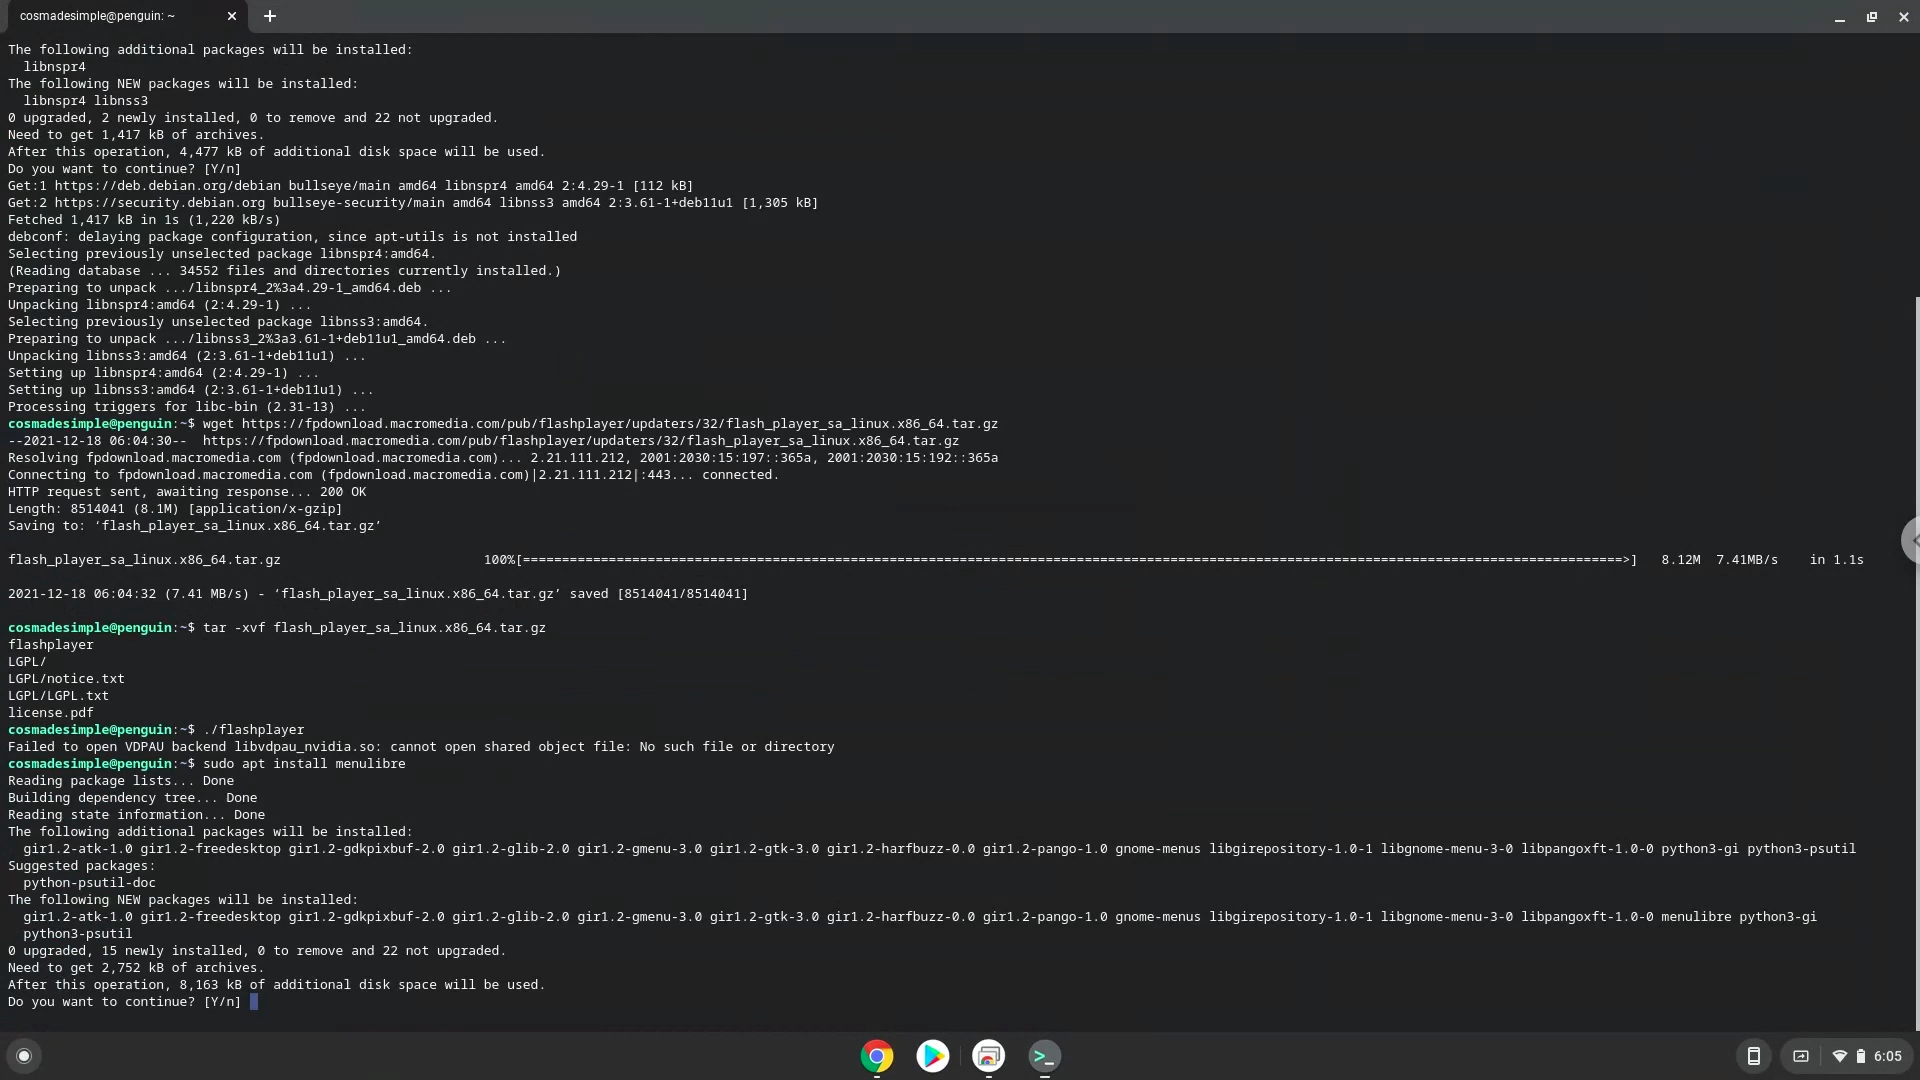 cosmadesimple@penguin: ~
The following additional packages will be installed:
  libnspr4
The following NEW packages will be installed:
  libnspr4 libnss3
0 upgraded, 2 newly installed, 0 to remove and 22 not upgraded.
Need to get 1,417 kB of archives.
After this operation, 4,477 kB of additional disk space will be used.
Do you want to continue? [Y/n]
Get:1 https://deb.debian.org/debian bullseye/main amd64 libnspr4 amd64 2:4.29-1 [112 kB]
Get:2 https://security.debian.org bullseye-security/main amd64 libnss3 amd64 2:3.61-1+deb11u1 [1,305 kB]
Fetched 1,417 kB in 1s (1,220 kB/s)
debconf: delaying package configuration, since apt-utils is not installed
Selecting previously unselected package libnspr4:amd64.
(Reading database ... 34552 files and directories currently installed.)
Preparing to unpack .../libnspr4_2%3a4.29-1_amd64.deb ...
Unpacking libnspr4:amd64 (2:4.29-1) ...
Selecting previously unselected package libnss3:amd64.
Preparing to unpack .../libnss3_2%3a3.61-1+deb11u1_amd64.deb ...
Unpacking libnss3:amd64 (2:3.61-1+deb11u1) ...
Setting up libnspr4:amd64 (2:4.29-1) ...
Setting up libnss3:amd64 (2:3.61-1+deb11u1) ...
Processing triggers for libc-bin (2.31-13) ...
cosmadesimple@penguin:~$ wget https://fpdownload.macromedia.com/pub/flashplayer/updaters/32/flash_player_sa_linux.x86_64.tar.gz
--2021-12-18 06:04:30--  https://fpdownload.macromedia.com/pub/flashplayer/updaters/32/flash_player_sa_linux.x86_64.tar.gz
Resolving fpdownload.macromedia.com (fpdownload.macromedia.com)... 2.21.111.212, 2001:2030:15:197::365a, 2001:2030:15:192::365a
Connecting to fpdownload.macromedia.com (fpdownload.macromedia.com)|2.21.111.212|:443... connected.
HTTP request sent, awaiting response... 200 OK
Length: 8514041 (8.1M) [application/x-gzip]
Saving to: ‘flash_player_sa_linux.x86_64.tar.gz’
flash_player_sa_linux.x86_64.tar.gz 100%[=============================================================================================================================================>] 8.12M 7.41MB/s in 1.1s
2021-12-18 06:04:32 (7.41 MB/s) - ‘flash_player_sa_linux.x86_64.tar.gz’ saved [8514041/8514041]
cosmadesimple@penguin:~$ tar -xvf flash_player_sa_linux.x86_64.tar.gz
flashplayer
LGPL/
LGPL/notice.txt
LGPL/LGPL.txt
license.pdf
cosmadesimple@penguin:~$ ./flashplayer
Failed to open VDPAU backend libvdpau_nvidia.so: cannot open shared object file: No such file or directory
cosmadesimple@penguin:~$ sudo apt install menulibre
Reading package lists... Done
Building dependency tree... Done
Reading state information... Done
The following additional packages will be installed:
  gir1.2-atk-1.0 gir1.2-freedesktop gir1.2-gdkpixbuf-2.0 gir1.2-glib-2.0 gir1.2-gmenu-3.0 gir1.2-gtk-3.0 gir1.2-harfbuzz-0.0 gir1.2-pango-1.0 gnome-menus libgirepository-1.0-1 libgnome-menu-3-0 libpangoxft-1.0-0 python3-gi python3-psutil
Suggested packages:
  python-psutil-doc
The following NEW packages will be installed:
  gir1.2-atk-1.0 gir1.2-freedesktop gir1.2-gdkpixbuf-2.0 gir1.2-glib-2.0 gir1.2-gmenu-3.0 gir1.2-gtk-3.0 gir1.2-harfbuzz-0.0 gir1.2-pango-1.0 gnome-menus libgirepository-1.0-1 libgnome-menu-3-0 libpangoxft-1.0-0 menulibre python3-gi
  python3-psutil
0 upgraded, 15 newly installed, 0 to remove and 22 not upgraded.
Need to get 2,752 kB of archives.
After this operation, 8,163 kB of additional disk space will be used.
Do you want to continue? [Y/n]
6:05